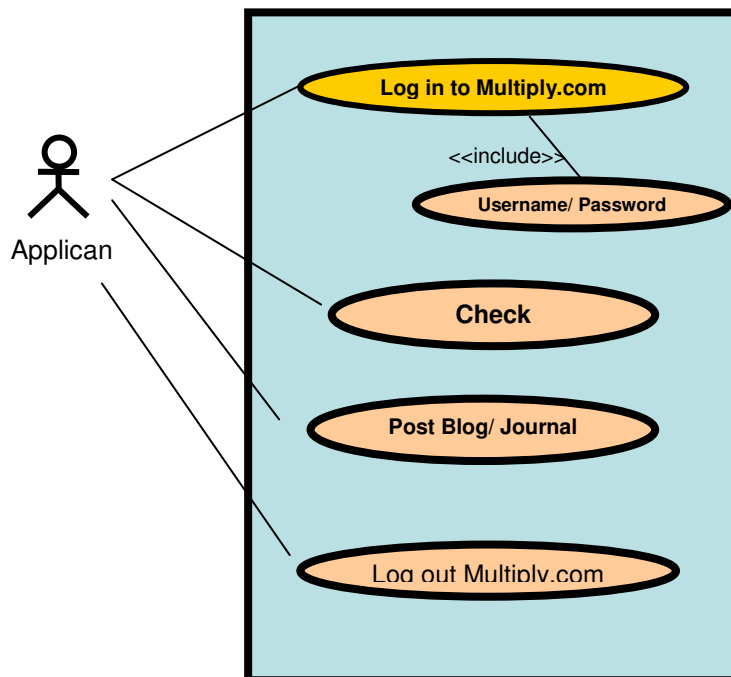 Log in to Multiply.com
<<include>>
Username/ Password
Applican
Check
Post Blog/ Journal
Log out Multiply.com